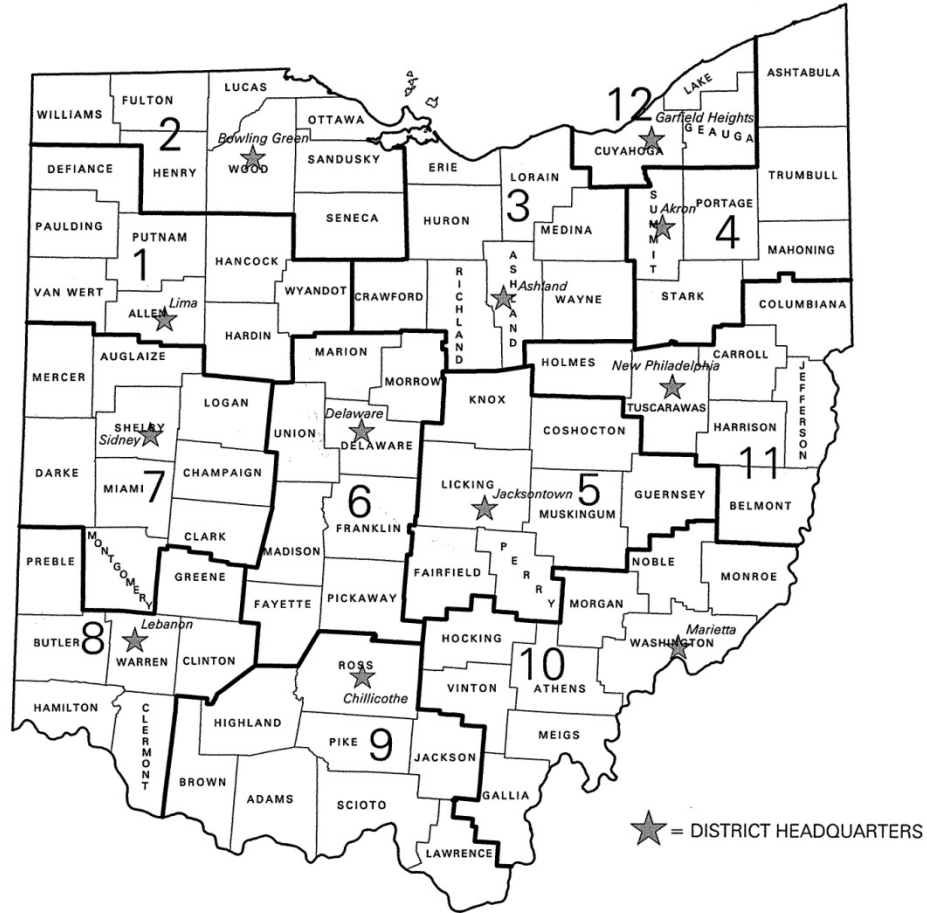 ASHTABULA
LAKE
12
Garfield Heights
GEAUGA
CUYAHOGA
LUCAS
FULTON
WILLIAMS
2
OTTAWA
Bowling Green
WOOD
SANDUSKY
HENRY
DEFIANCE
ERIE
LORAIN
TRUMBULL
SENECA
3
SUMMIT
Akron
PORTAGE
4
PAULDING
PUTNAM
1
HURON
MEDINA
MAHONING
HANCOCK
VAN WERT
WYANDOT
CRAWFORD
RICHLAND
ASHLAND
Ashland
WAYNE
STARK
COLUMBIANA
ALLEN
Lima
HARDIN
AUGLAIZE
MARION
HOLMES
CARROLL
New Philadelphia
JEFFERSON
MERCER
MORROW
KNOX
TUSCARAWAS
LOGAN
Delaware
UNION
DELAWARE
COSHOCTON
HARRISON
SHELBY
Sidney
DARKE
CHAMPAIGN
11
MIAMI
7
LICKING
Jacksontown
5
6
GUERNSEY
BELMONT
MUSKINGUM
FRANKLIN
CLARK
MADISON
PREBLE
MONTGOMERY
GREENE
FAIRFIELD
PERRY
NOBLE
MONROE
FAYETTE
PICKAWAY
MORGAN
Lebanon
BUTLER
8
WARREN
CLINTON
HOCKING
Marietta
WASHINGTON
ROSS
10
Chillicothe
VINTON
ATHENS
HAMILTON
CLERMONT
HIGHLAND
MEIGS
PIKE
9
JACKSON
BROWN
ADAMS
SCIOTO
GALLIA
= DISTRICT HEADQUARTERS
LAWRENCE